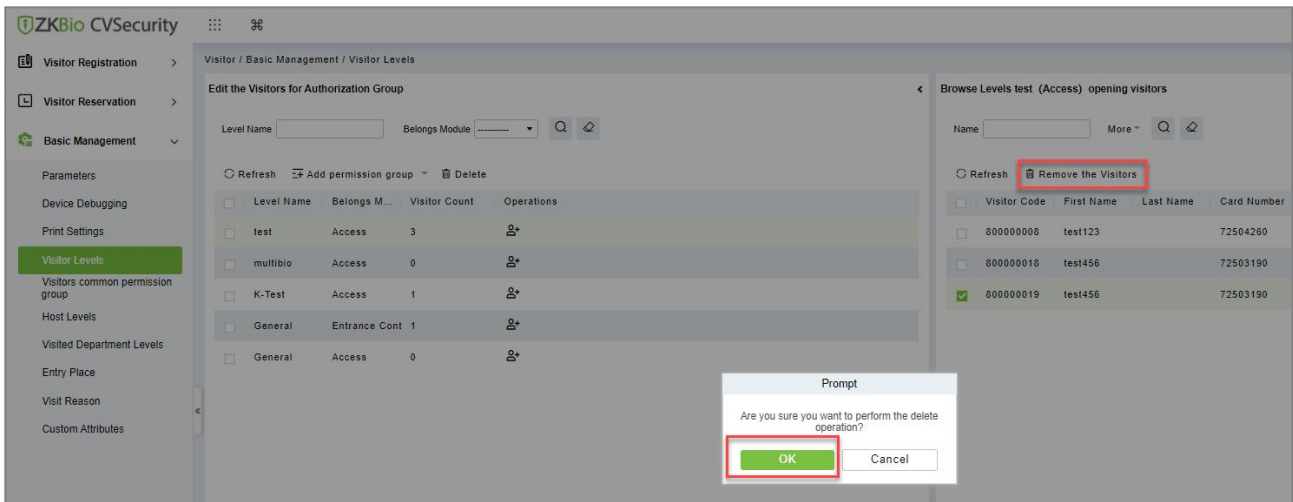 ZKBio CVSecurity
Visitor Registration
Visitor Reservation
Basic Management
Parameters
Device Debugging
Print Settings
Visitor Levels
Visitors common permission
group
Host Levels
Visited Department Levels
Entry Place
Visit Reason
Custom Attributes
Visitor / Basic Management / Visitor Levels
Edit the Visitors for Authorization Group
Level Name Belongs Module ----------
Refresh Add permission group Delete
Level Name Belongs M... Visitor Count Operations
test Access 3
multibio Access 0
K-Test Access 1
General Entrance Cont 1
General Access 0
Browse Levels test (Access) opening visitors
Name More
Refresh Remove the Visitors
Visitor Code First Name Last Name Card Number
800000008 test123 72504260
800000018 test456 72503190
800000019 test456 72503190
Prompt
Are you sure you want to perform the delete
operation?
OK Cancel